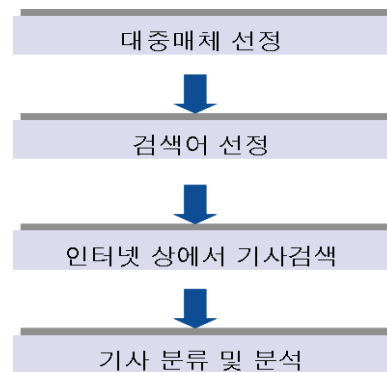 대중매체 선정
검색어 선정
인터넷 상에서 기사검색
기사 분류 및 분석